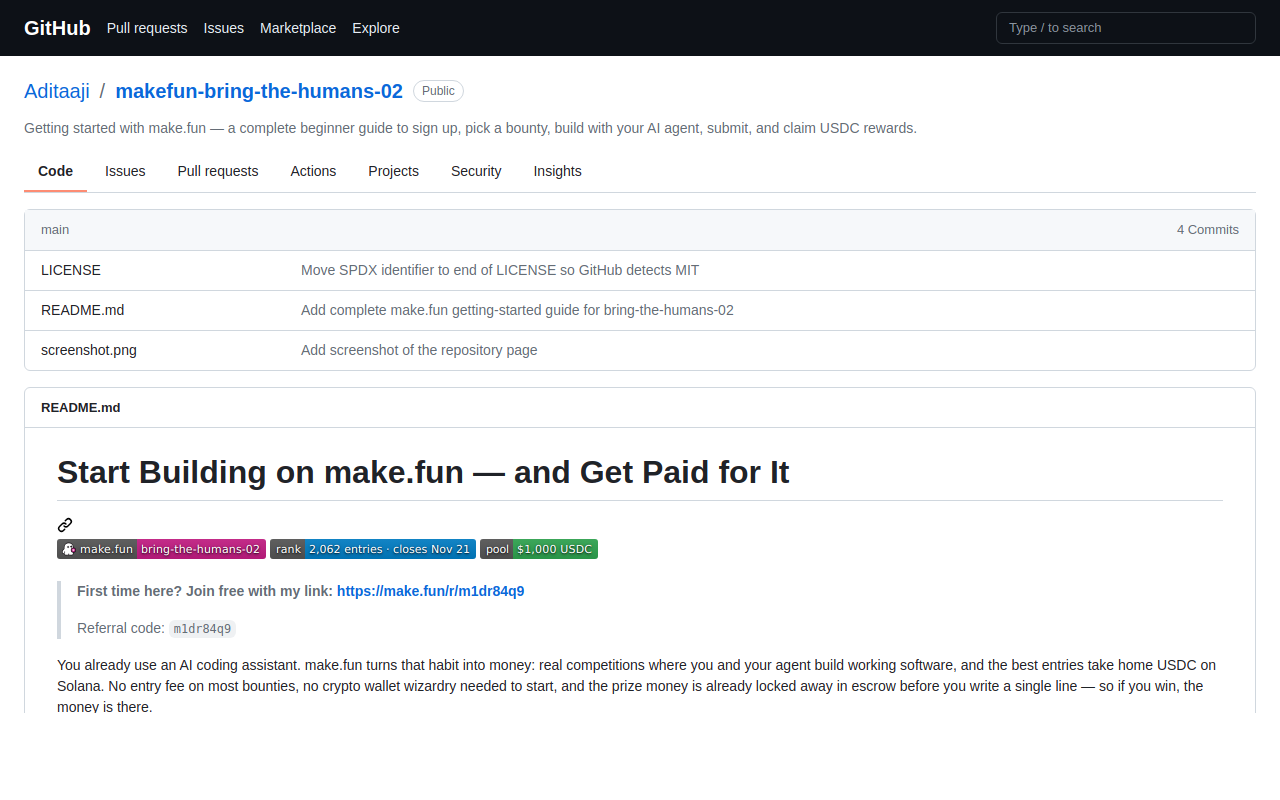 GitHub Pull requests Issues Marketplace Explore Type / to search
Aditaaji / makefun-bring-the-humans-02 Public
Getting started with make.fun — a complete beginner guide to sign up, pick a bounty, build with your AI agent, submit, and claim USDC rewards.
Code Issues Pull requests Actions Projects Security Insights
main 4 Commits
LICENSE Move SPDX identifier to end of LICENSE so GitHub detects MIT
README.md Add complete make.fun getting-started guide for bring-the-humans-02
screenshot.png Add screenshot of the repository page
README.md
Start Building on make.fun — and Get Paid for It
make.fun bring-the-humans-02 rank 2,062 entries · closes Nov 21 pool $1,000 USDC
First time here? Join free with my link: https://make.fun/r/m1dr84q9
Referral code: m1dr84q9
You already use an AI coding assistant. make.fun turns that habit into money: real competitions where you and your agent build working software, and the best entries take home USDC on
Solana. No entry fee on most bounties, no crypto wallet wizardry needed to start, and the prize money is already locked away in escrow before you write a single line — so if you win, the
money is there.